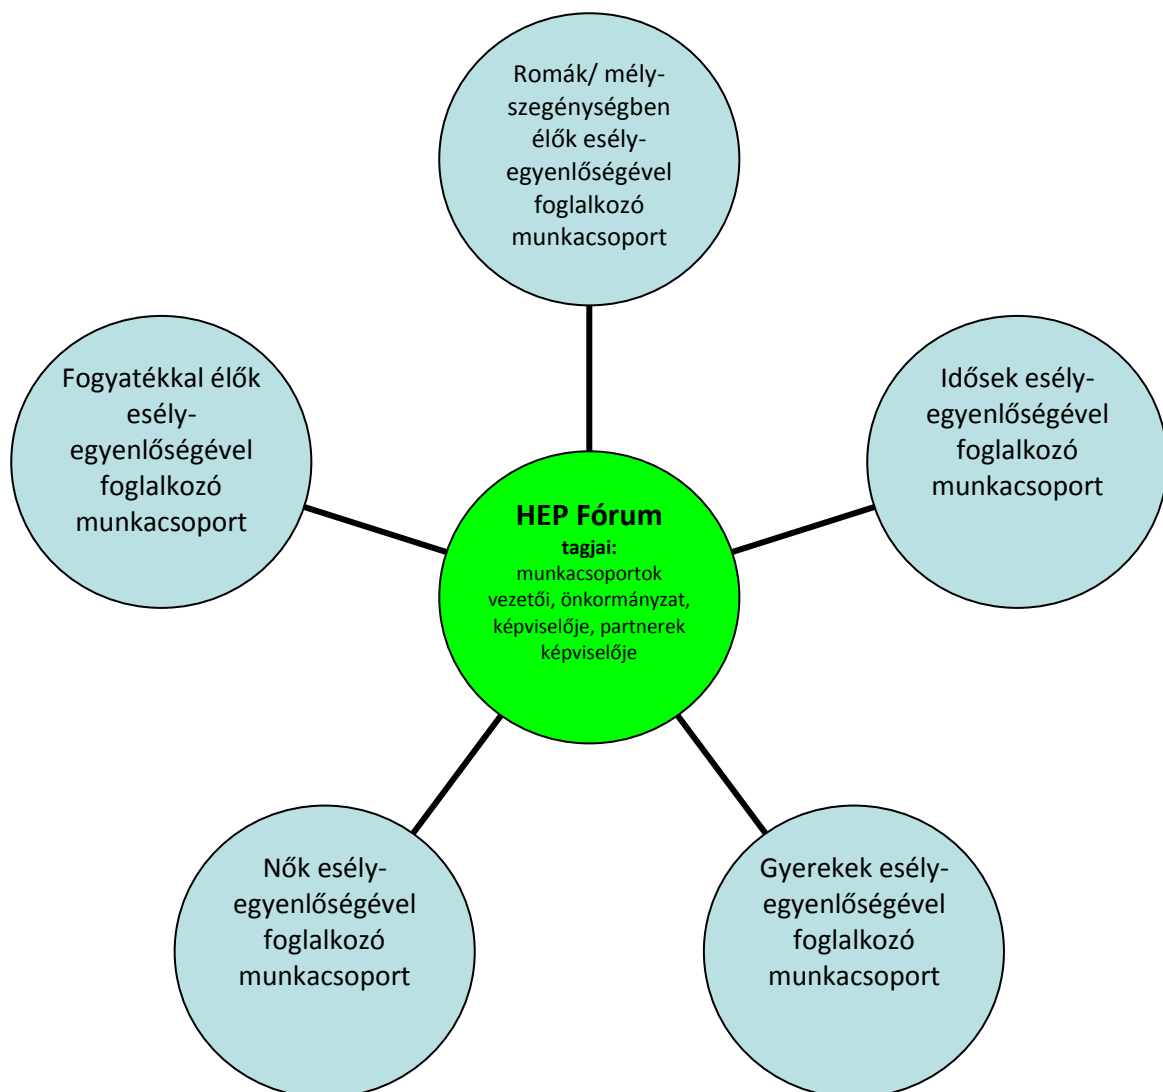 Romák/ mély-
szegénységben
élők esély-
egyenlőségével
foglalkozó
munkacsoport
Fogyatékkal élők
esély-
egyenlőségével
foglalkozó
munkacsoport
Idősek esély-
egyenlőségével
foglalkozó
munkacsoport
HEP Fórum
tagjai:
munkacsoportok
vezetői, önkormányzat,
képviselője, partnerek
képviselője
Nők esély-
egyenlőségével
foglalkozó
munkacsoport
Gyerekek esély-
egyenlőségével
foglalkozó
munkacsoport